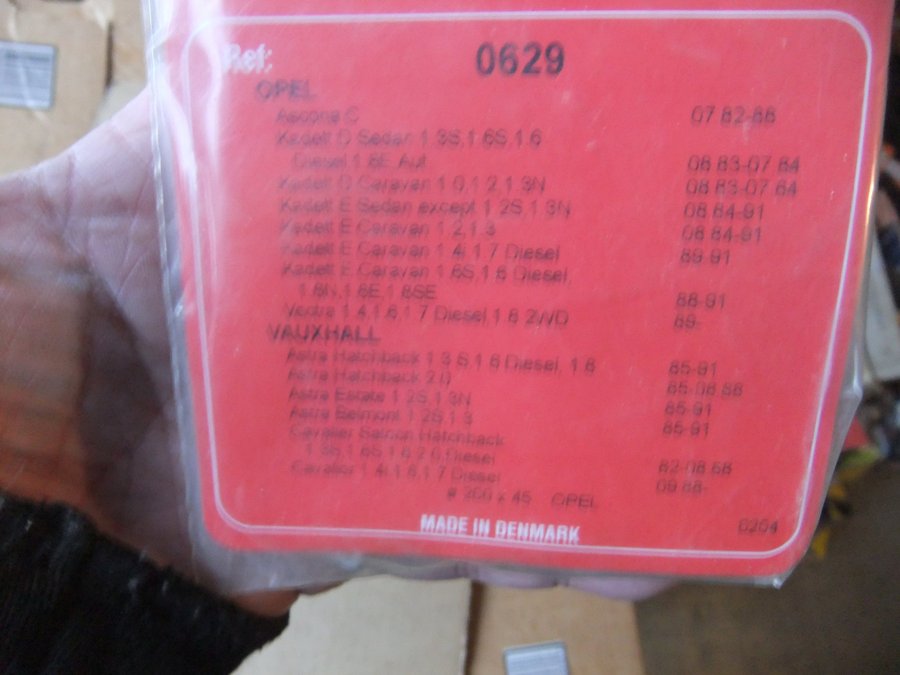 Ref: 0629
OPEL
Ascona C 07 82-88
Kadett D Sedan 1 3S,1 6S,1.6
Diesel 1 8E Aut.
08 83-07 84
Kadett D Caravan 1 0,1 2,1 3N 08 83-07 84
Kadett E Sedan except 1 2S,1 3N 08 84-91
Kadett E Caravan 1 2,1.3 08 84-91
Kadett E Caravan 1 4i,1 7 Diesel 89-91
Kadett E Caravan 1 6S,1 6 Diesel,
1.8E,1 8SE 88-91
Vectra 1 4,1.6,1 7 Diesel 1 8 2WD 89-
VAUXHALL
Astra Hatchback 1 3 S,1 6 Diesel, 1 8 85-91
Astra Hatchback 2.0 85-08.88
Astra Estate 1 2S,1 3N 85-91
Astra Belmont 1 2S,1 3 85-91
Cavalier Saloon Hatchback
1 6S,1 6 2 0 Diesel 82-08 88
Cavalier 1 4i,1 6,1 7 Diesel 09 88-
200 x 45 OPEL
MADE IN DENMARK
0204